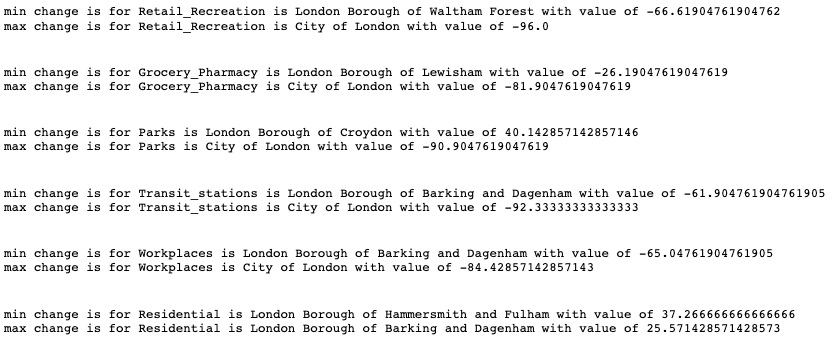 min change is for Retail_Recreation is London Borough of Waltham Forest with value of -66.61904761904762
max change is for Retail_Recreation is City of London with value of -96.0
min change is for Grocery_Pharmacy is London Borough of Lewisham with value of -26.19047619047619
max change is for Grocery_Pharmacy is City of London with value of -81.9047619047619
min change is for Parks is London Borough of Croydon with value of 40.142857142857146
max change is for Parks is City of London with value of -90.9047619047619
min change is for Transit_stations is London Borough of Barking and Dagenham with value of -61.904761904761905
max change is for Transit_stations is City of London with value of -92.33333333333333
min change is for Workplaces is London Borough of Barking and Dagenham with value of -65.04761904761905
max change is for Workplaces is City of London with value of -84.42857142857143
min change is for Residential is London Borough of Hammersmith and Fulham with value of 37.266666666666666
max change is for Residential is London Borough of Barking and Dagenham with value of 25.571428571428573